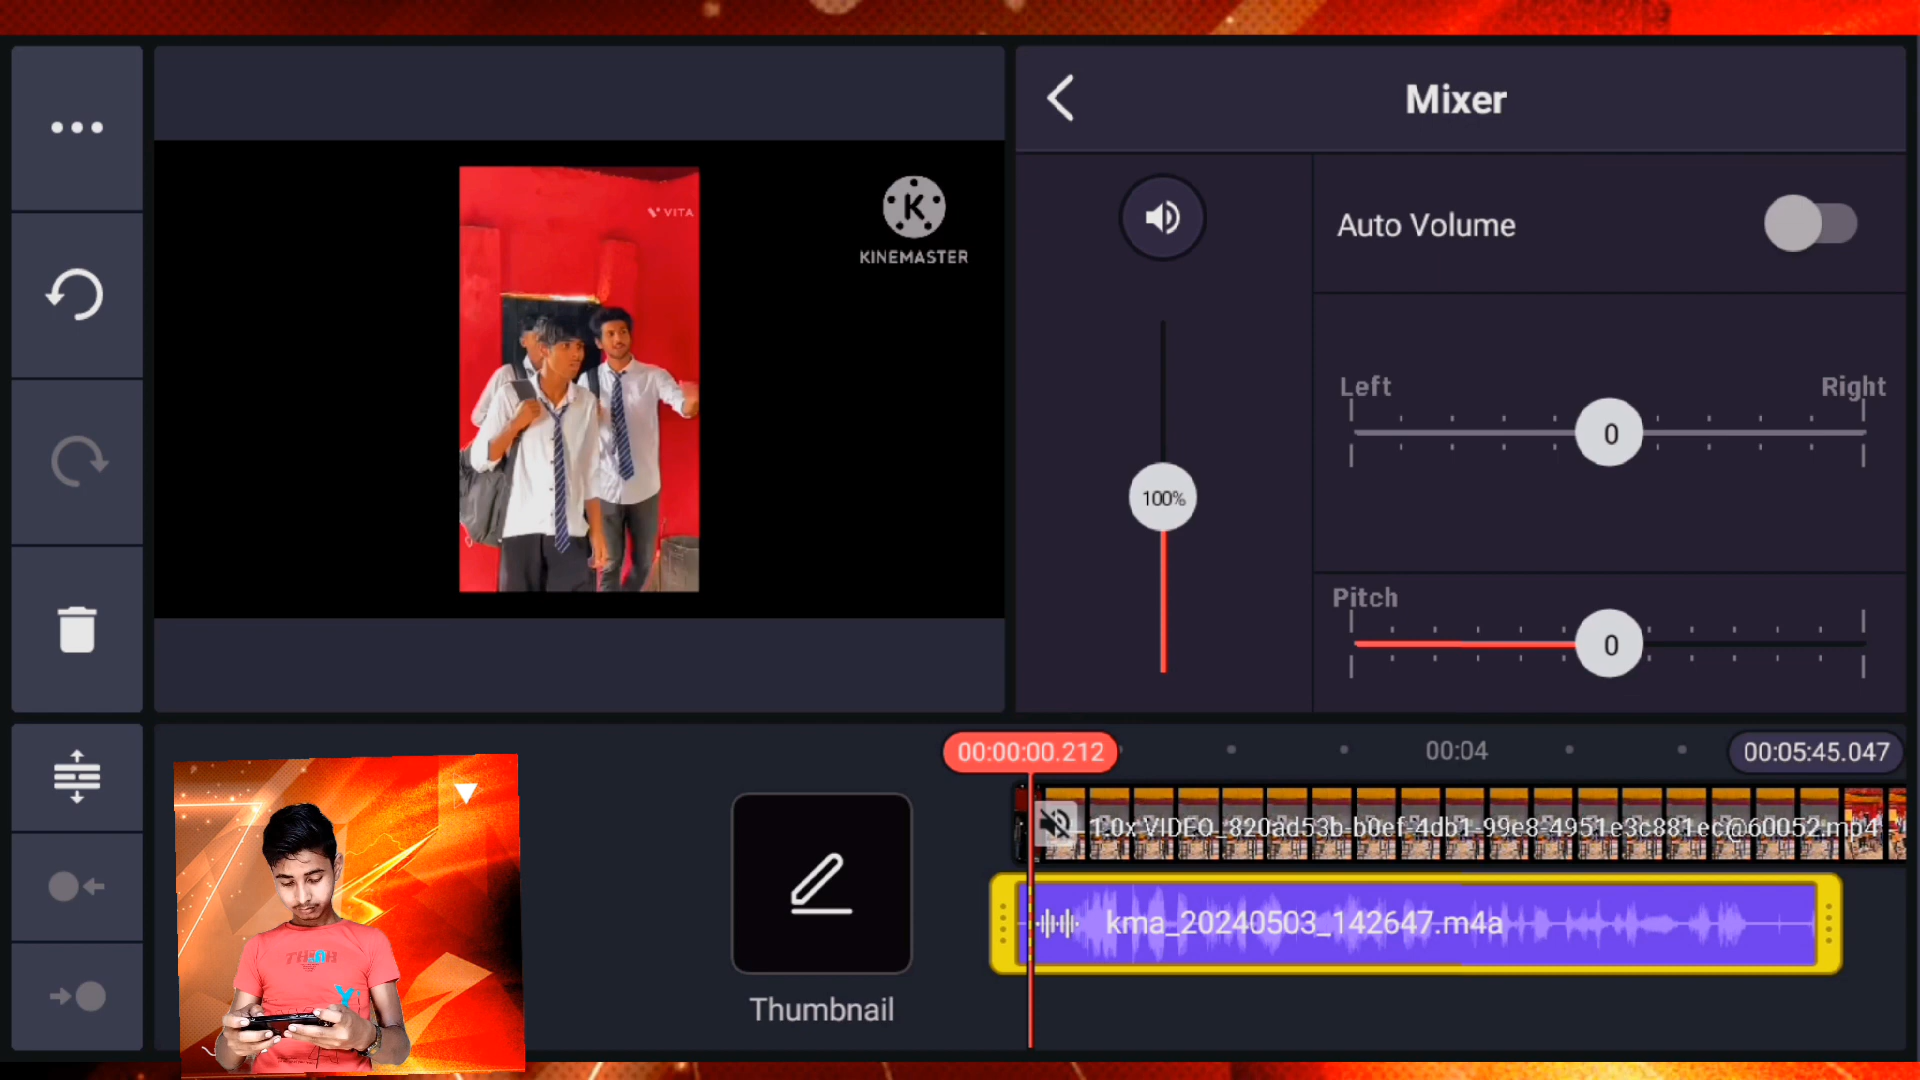 Mixer
VITA
K
KINEMASTER
Auto Volume
Left
Right
0
100%
Pitch
0
00:00:00.212
00:04
00:05:45.047
1.0x VIDEO_820ad53b-b0ef-4db1-99e8-4951e3c881ec@60052.mp4
kma_20240503_142647.m4a
Thumbnail